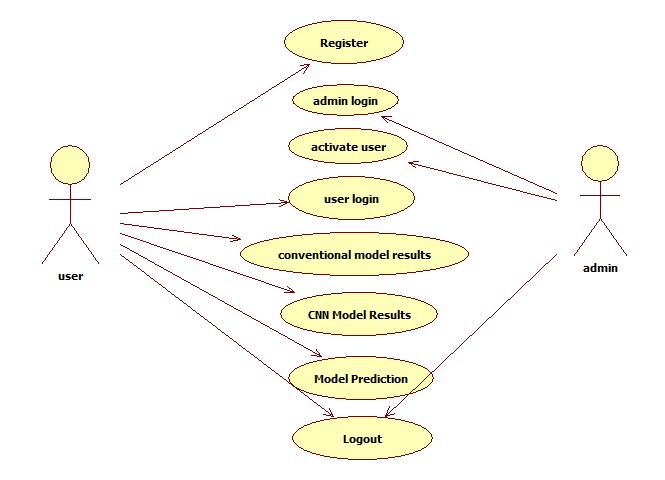 Register
admin login
activate user
user login
conventional model results
CNN Model Results
Model Prediction
Logout
user
admin